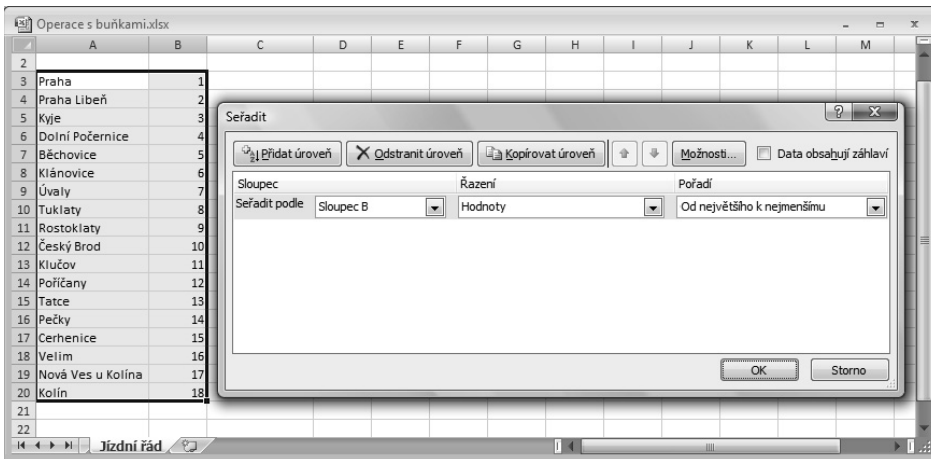 Operace s buňkami.xlsx
A B C D E F G H I J K L M
2
3 Praha 1
4 Praha Libeň 2
5 Kyje 3
6 Dolní Počernice 4
7 Běchovice 5
8 Klánovice 6
9 Úvaly 7
10 Tuklaty 8
11 Rostoklaty 9
12 Český Brod 10
13 Klučov 11
14 Poříčany 12
15 Tatce 13
16 Pečky 14
17 Cerhenice 15
18 Velim 16
19 Nová Ves u Kolína 17
20 Kolín 18
21
22
Jízdní řád
Seřadit
Přidat úroveň Odstranit úroveň Kopírovat úroveň Možnosti... Data obsahují záhlaví
Sloupec Řazení Pořadí
Seřadit podle Sloupec B Hodnoty Od největšího k nejmenšímu
OK Storno